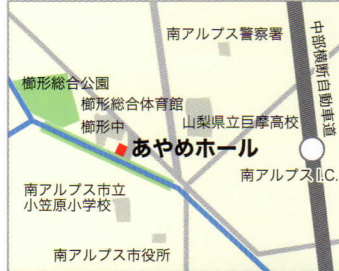 南アルプス警察署
中部横断自動車道
櫛形総合公園
櫛形総合体育館
櫛形中
山梨県立巨摩高校
あやめホール
南アルプスI.C.
南アルプス市立
小笠原小学校
南アルプス市役所